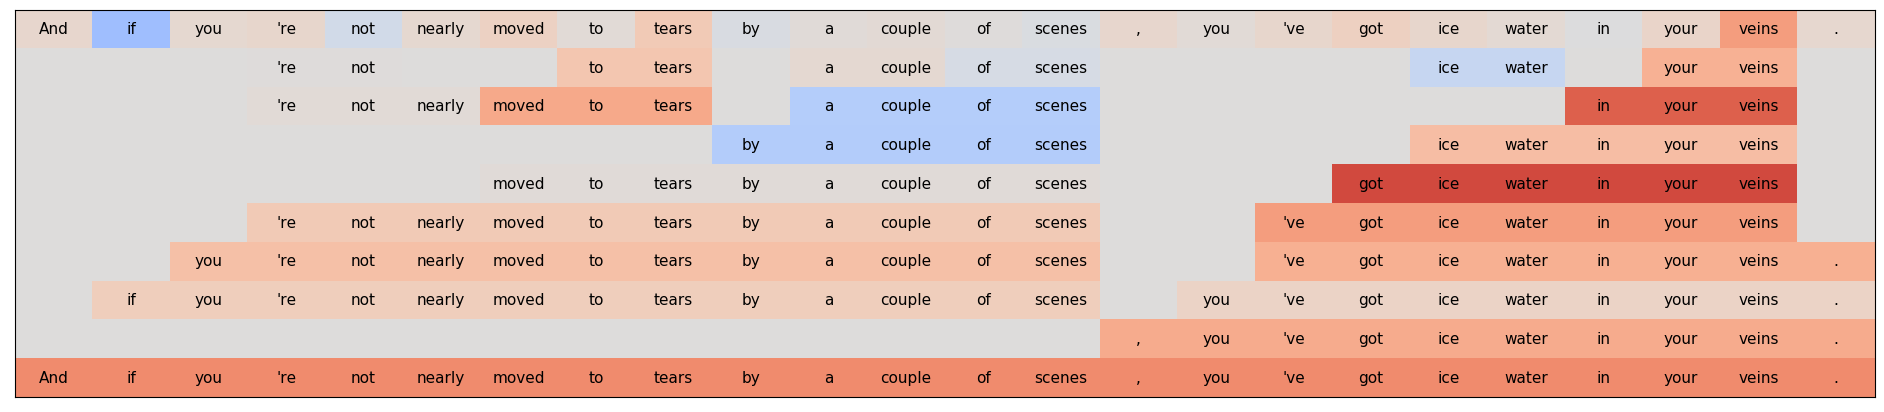 And if you 're not nearly moved to tears by a couple of scenes , you 've got ice water in your veins .
're not to tears a couple of scenes ice water your veins
're not nearly moved to tears a couple of scenes in your veins
by a couple of scenes ice water in your veins
moved to tears by a couple of scenes got ice water in your veins
're not nearly moved to tears by a couple of scenes 've got ice water in your veins
you 're not nearly moved to tears by a couple of scenes 've got ice water in your veins .
if you 're not nearly moved to tears by a couple of scenes you 've got ice water in your veins .
, you 've got ice water in your veins .
And if you 're not nearly moved to tears by a couple of scenes , you 've got ice water in your veins .